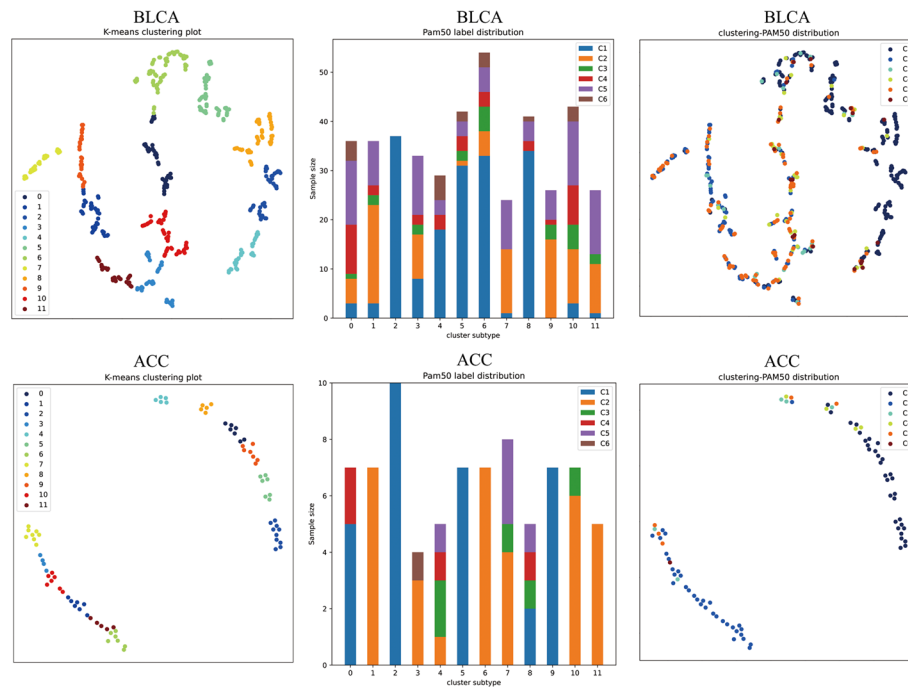 BLCA
K-means clustering plot
0
1
2
3
4
5
6
7
8
9
10
11
BLCA
Pam50 label distribution
C1
C2
C3
C4
C5
C6
Sample size
50
40
30
20
10
0
0 1 2 3 4 5 6 7 8 9 10 11
cluster subtype
BLCA
clustering-PAM50 distribution
C
C
C
C
C
C
ACC
K-means clustering plot
0
1
2
3
4
5
6
7
8
9
10
11
ACC
Pam50 label distribution
C1
C2
C3
C4
C5
C6
Sample size
10
8
6
4
2
0
0 1 2 3 4 5 6 7 8 9 10 11
cluster subtype
ACC
clustering-PAM50 distribution
C
C
C
C
C
C